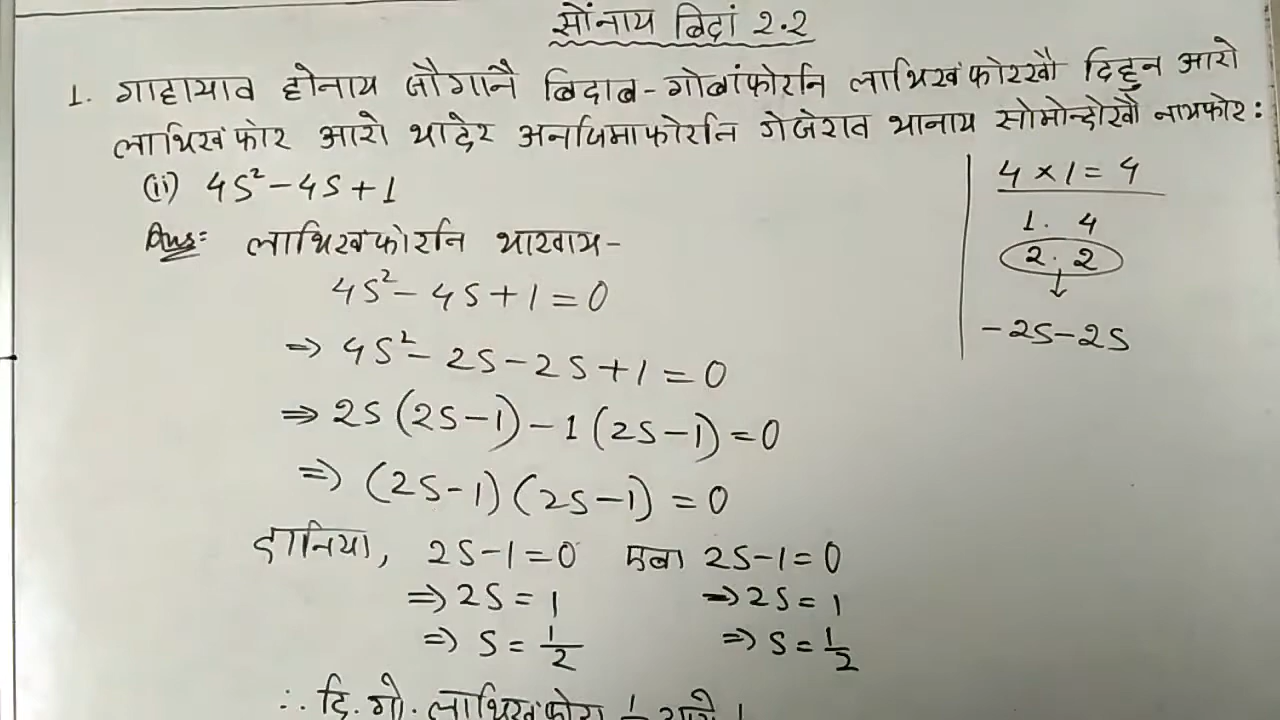 सोंनाय बिदां 2.2
1. गाहायाव होनाय जौगानै बिदाब-गोबांफोरनि लाथिखंफोरखौ दिहुन आरो
लाथिखंफोर आरो थादेर अनजिमाफोरनि गेजेराव थानाय सोमोन्दोखौ नायफोर:
(ii) 4S² - 4S + 1
Ans: लाथिखंफोरनि थाखाय -
4S² - 4S + 1 = 0
⇒ 4S² - 2S - 2S + 1 = 0
⇒ 2S (2S - 1) - 1 (2S - 1) = 0
⇒ (2S - 1) (2S - 1) = 0
दानिया, 2S - 1 = 0 एबा 2S - 1 = 0
⇒ 2S = 1 ⇒ 2S = 1
⇒ S = 1/2 ⇒ S = 1/2
∴ दि.गो. लाथिखंफोरा
4 × 1 = 4
1. 4
2. 2
↓
- 2S - 2S